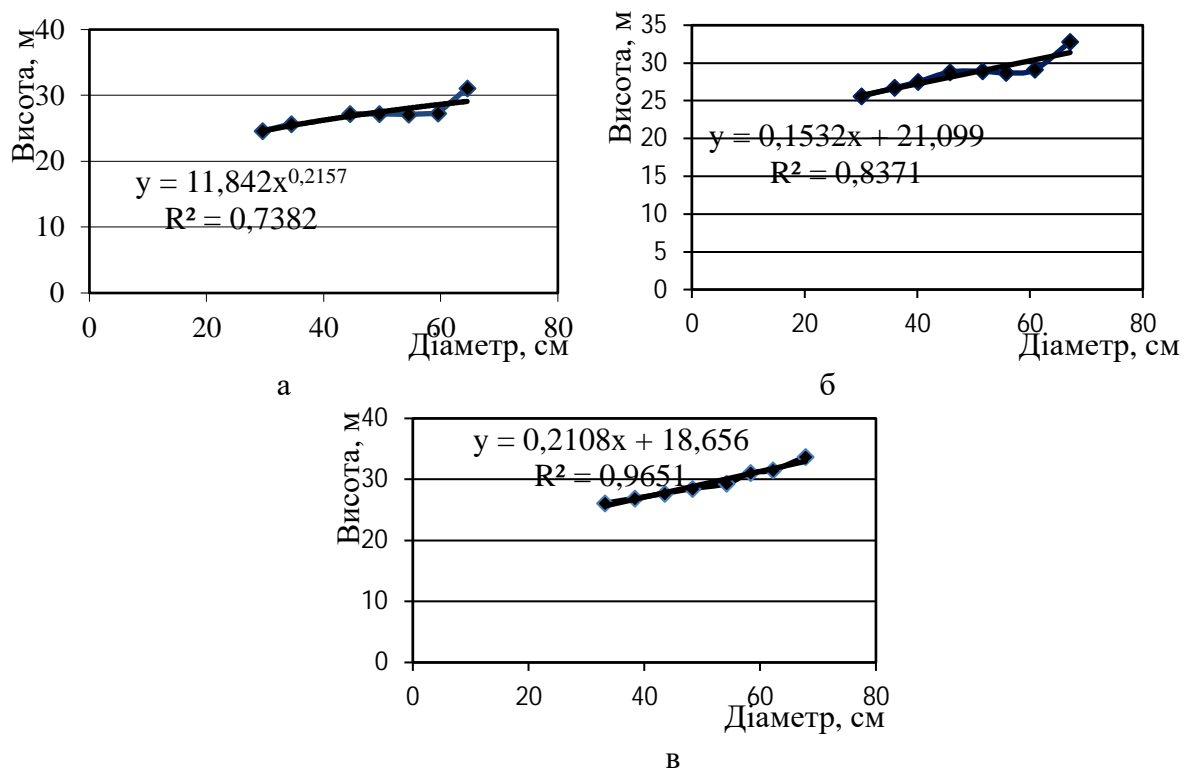 Висота, м
40
30
20
10
0
0 20 40 60 80
y = 11,842x^0,2157
R² = 0,7382
Діаметр, см
а
Висота, м
35
30
25
20
15
10
5
0
0 20 40 60 80
y = 0,1532x + 21,099
R² = 0,8371
Діаметр, см
б
Висота, м
40
30
20
10
0
0 20 40 60 80
y = 0,2108x + 18,656
R² = 0,9651
Діаметр, см
в